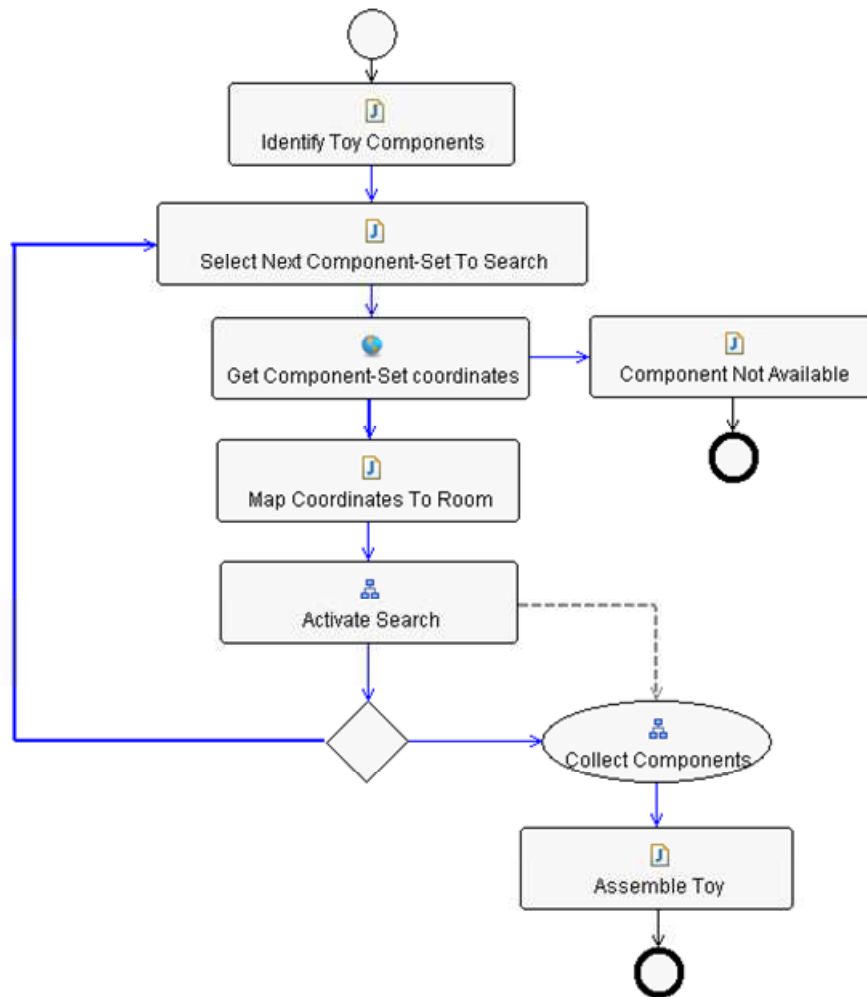 Identify Toy Components
Select Next Component-Set To Search
Get Component-Set coordinates
Component Not Available
Map Coordinates To Room
Activate Search
Collect Components
Assemble Toy